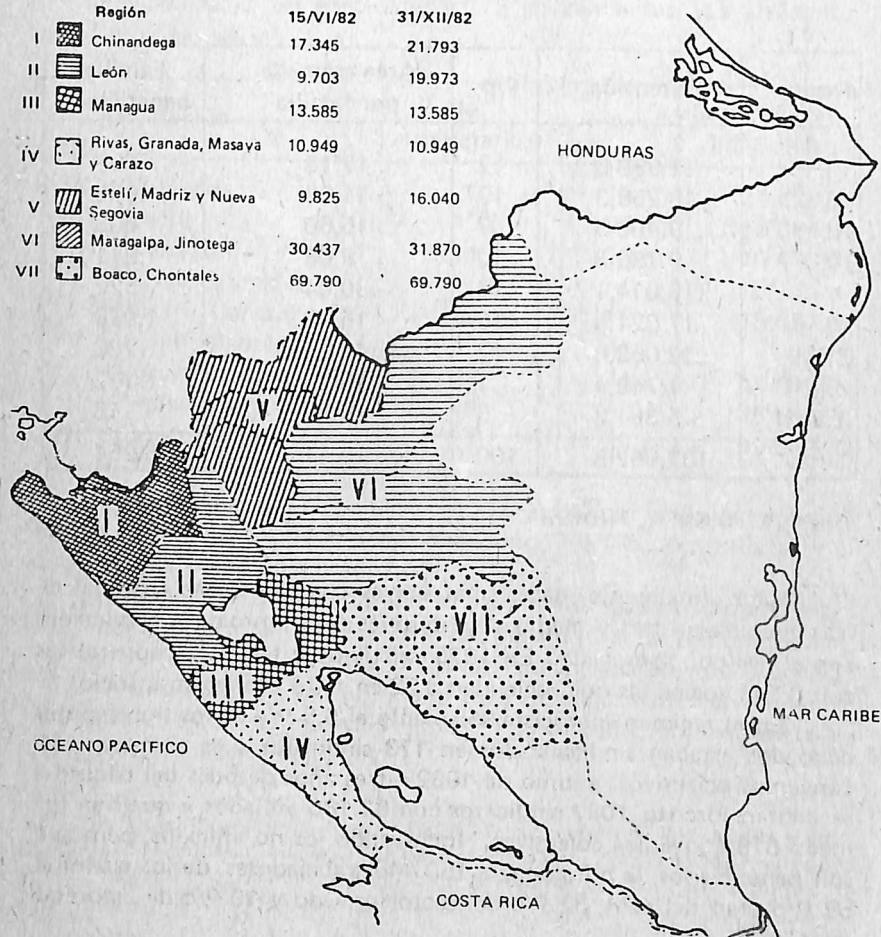 Región 15/VI/82 31/XII/82
I Chinandega 17.345 21.793
II León 9.703 19.973
III Managua 13.585 13.585
IV Rivas, Granada, Masaya
y Carazo 10.949 10.949
V Estelí, Madriz y Nueva
Segovia 9.825 16.040
VI Matagalpa, Jinotega 30.437 31.870
VII Boaco, Chontales 69.790 69.790
HONDURAS
V
VI
I
II
VII
III
MAR CARIBE
OCEANO PACIFICO
IV
COSTA RICA